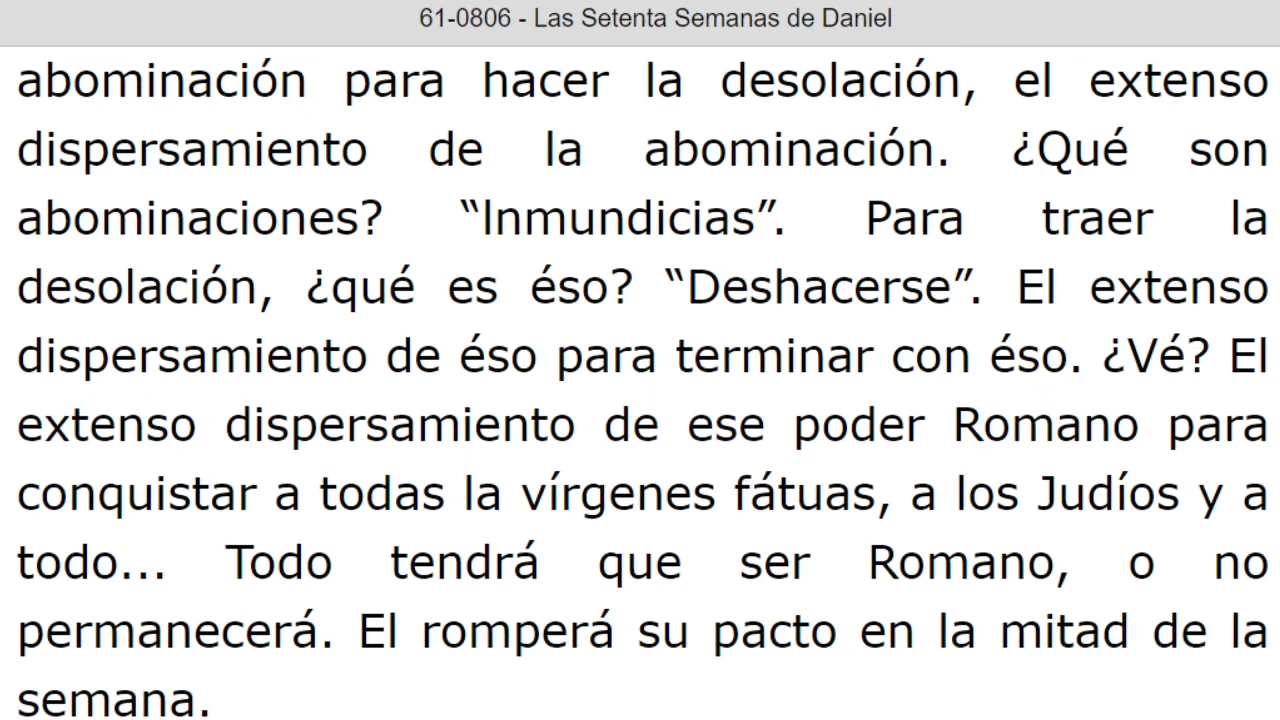 61-0806 - Las Setenta Semanas de Daniel
abominación para hacer la desolación, el extenso
dispersamiento de la abominación. ¿Qué son
abominaciones? “lnmundicias”. Para traer la
desolación, ¿qué es éso? “Deshacerse”. El extenso
dispersamiento de éso para terminar con éso. ¿Vé? El
extenso dispersamiento de ese poder Romano para
conquistar a todas la vírgenes fátuas, a los Judíos y a
todo... Todo tendrá que ser Romano, o no
permanecerá. El romperá su pacto en la mitad de la
semana.